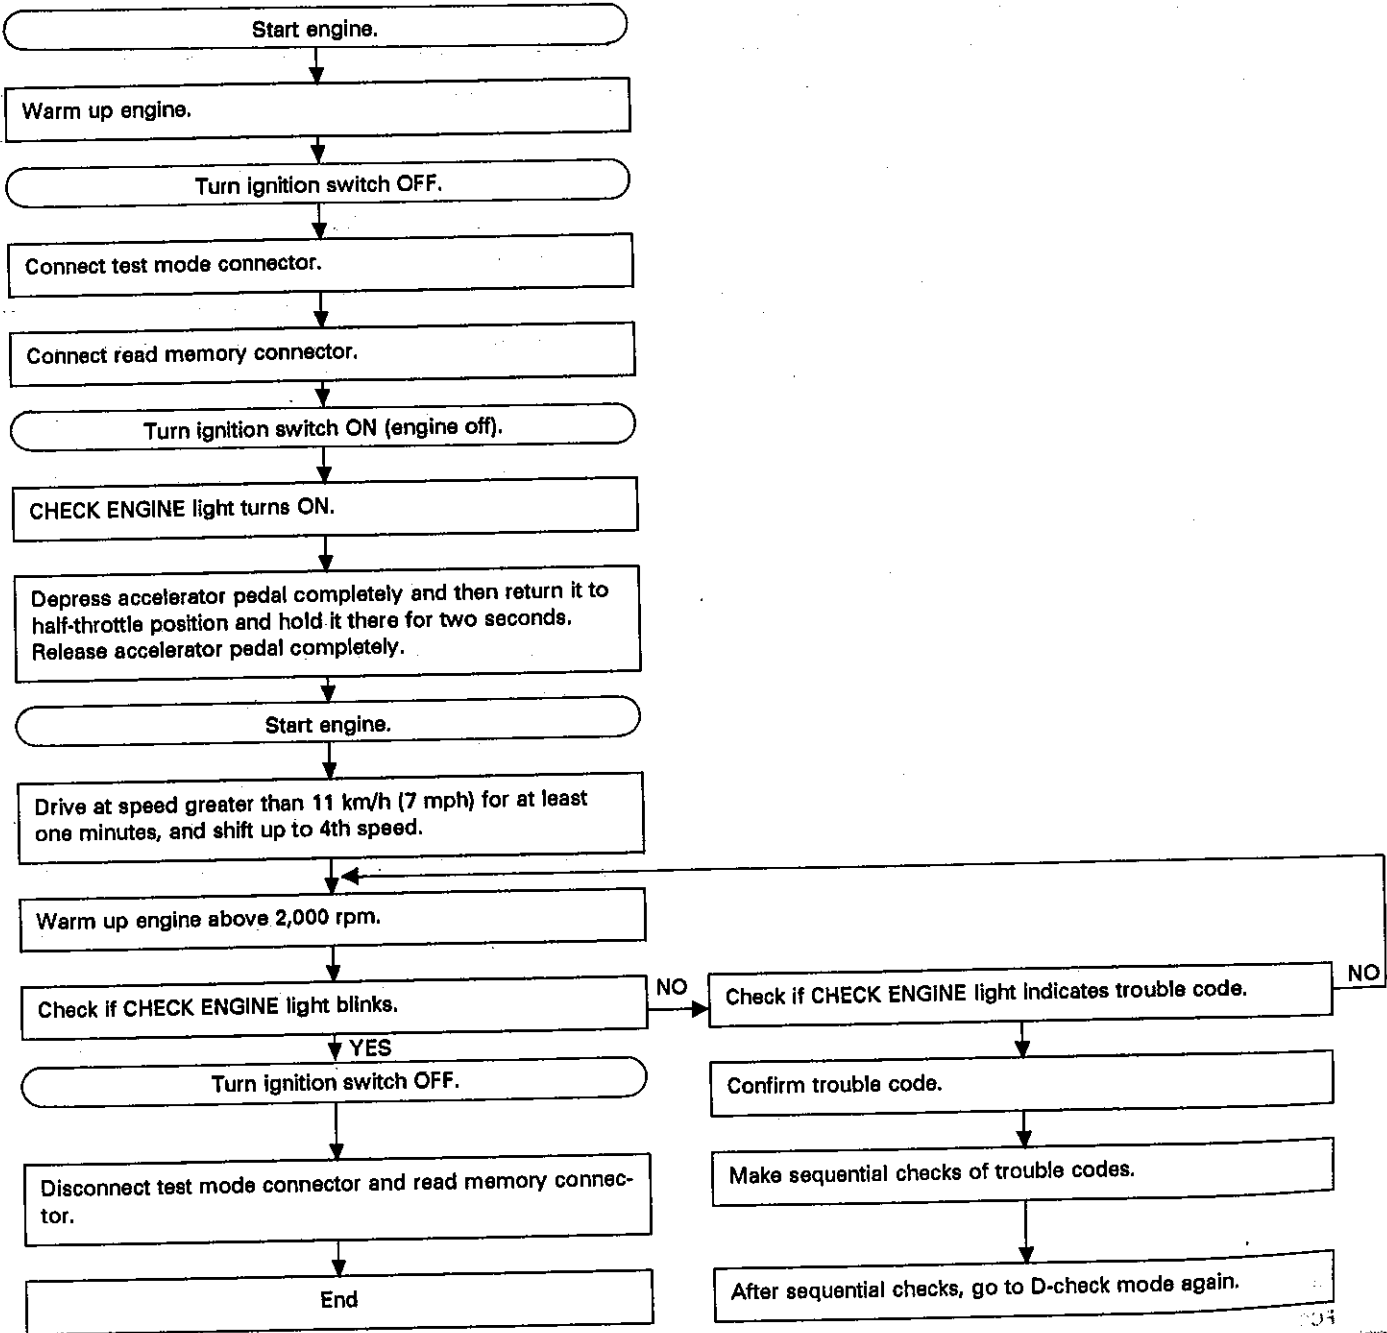 Start engine.
Warm up engine.
Turn ignition switch OFF.
Connect test mode connector.
Connect read memory connector.
Turn ignition switch ON (engine off).
CHECK ENGINE light turns ON.
Depress accelerator pedal completely and then return it to
half-throttle position and hold it there for two seconds.
Release accelerator pedal completely.
Start engine.
Drive at speed greater than 11 km/h (7 mph) for at least
one minutes, and shift up to 4th speed.
Warm up engine above 2,000 rpm.
Check if CHECK ENGINE light blinks.
NO
Check if CHECK ENGINE light indicates trouble code.
NO
YES
Turn ignition switch OFF.
Confirm trouble code.
Disconnect test mode connector and read memory connec-
tor.
Make sequential checks of trouble codes.
End
After sequential checks, go to D-check mode again.